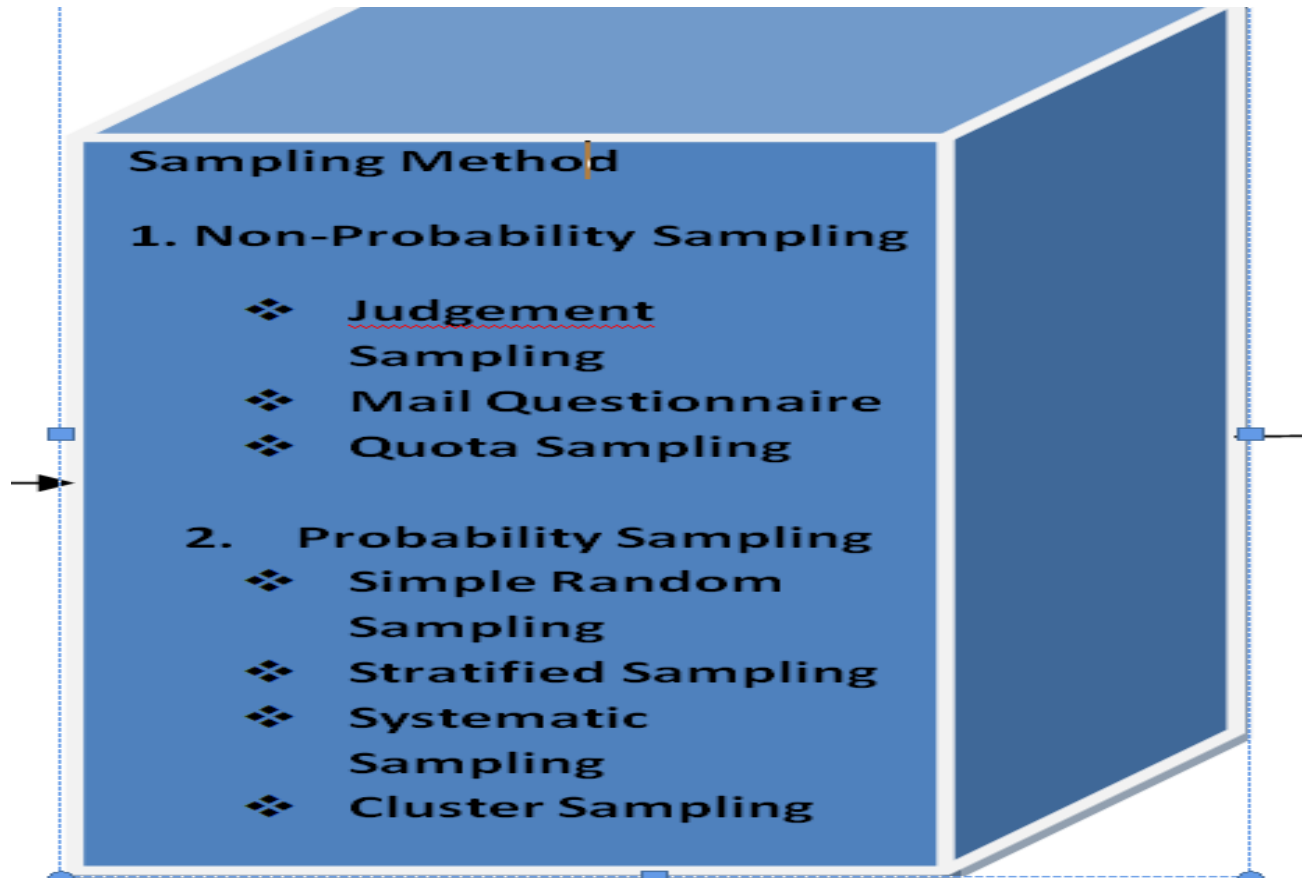 Sampling Method
1. Non-Probability Sampling
❖ Judgement
Sampling
❖ Mail Questionnaire
❖ Quota Sampling
2. Probability Sampling
❖ Simple Random
Sampling
❖ Stratified Sampling
❖ Systematic
Sampling
❖ Cluster Sampling